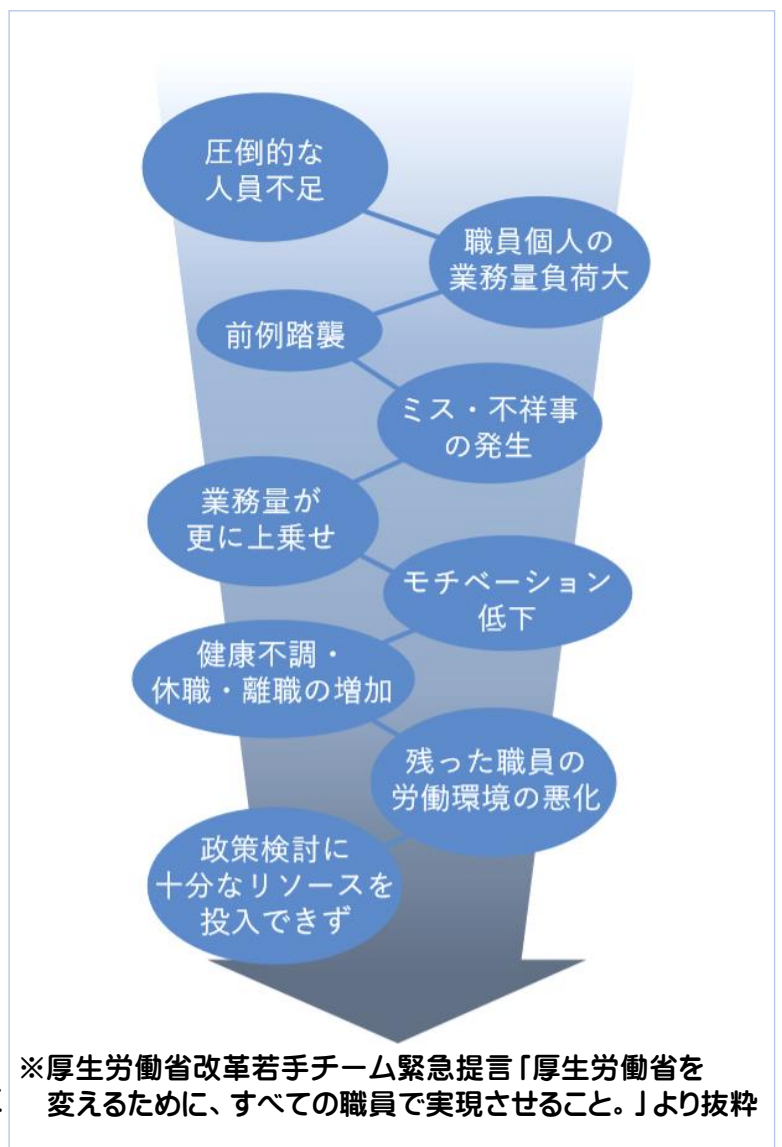 圧倒的な
人員不足
職員個人の
業務量負荷大
前例踏襲
ミス・不祥事
の発生
業務量が
更に上乗せ
モチベーション
低下
健康不調・
休職・離職の増加
残った職員の
労働環境の悪化
政策検討に
十分なリソースを
投入できず
※厚生労働省改革若手チーム緊急提言「厚生労働省を
変えるために、すべての職員で実現させること。」より抜粋